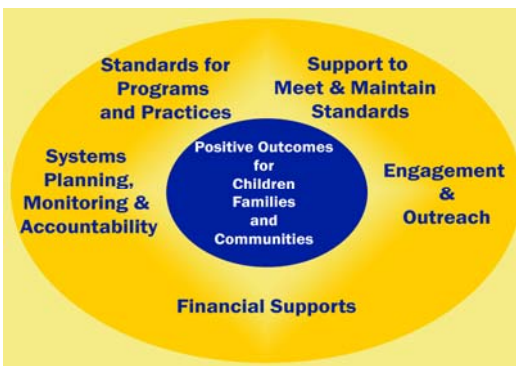 Standards for
Programs
and Practices
Support to
Meet & Maintain
Standards
Systems
Planning,
Monitoring &
Accountability
Positive Outcomes
for
Children
Families
and
Communities
Engagement
&
Outreach
Financial Supports